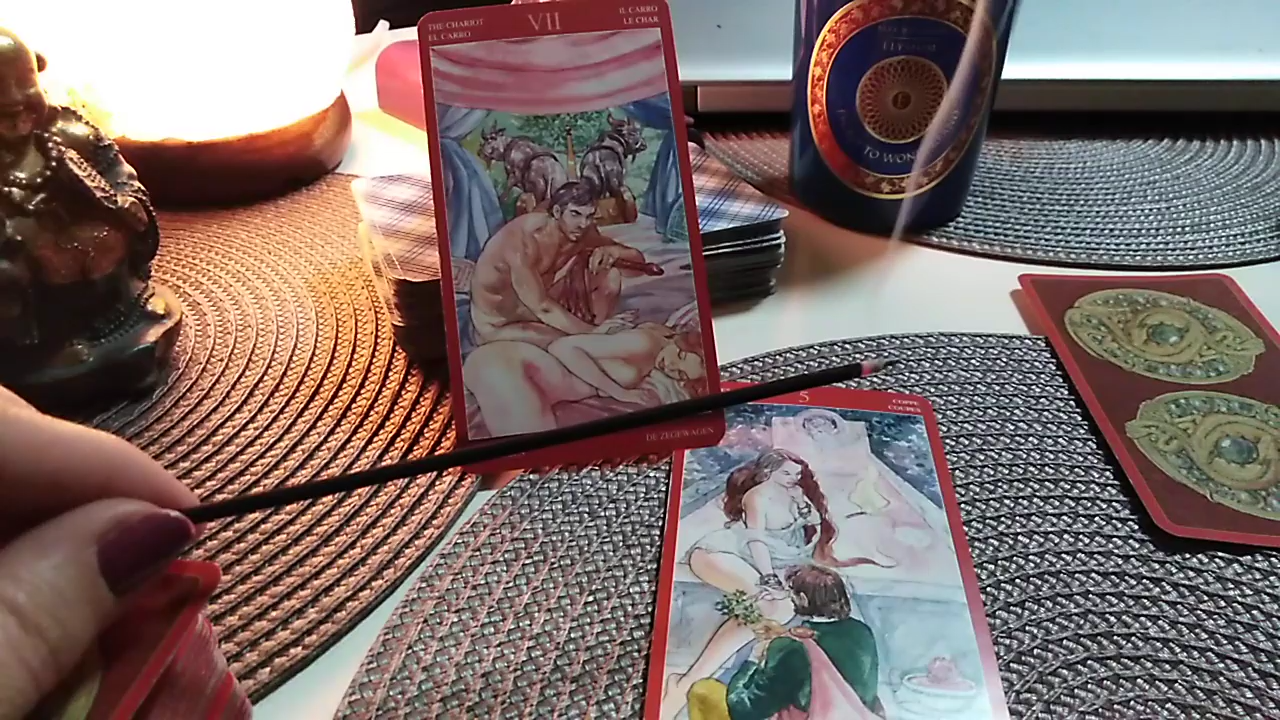 THE CHARIOT
EL CARRO
VII
IL CARRO
LE CHAR
DE ZEGEWAGEN
5
COPPE
COUPES
TO WON